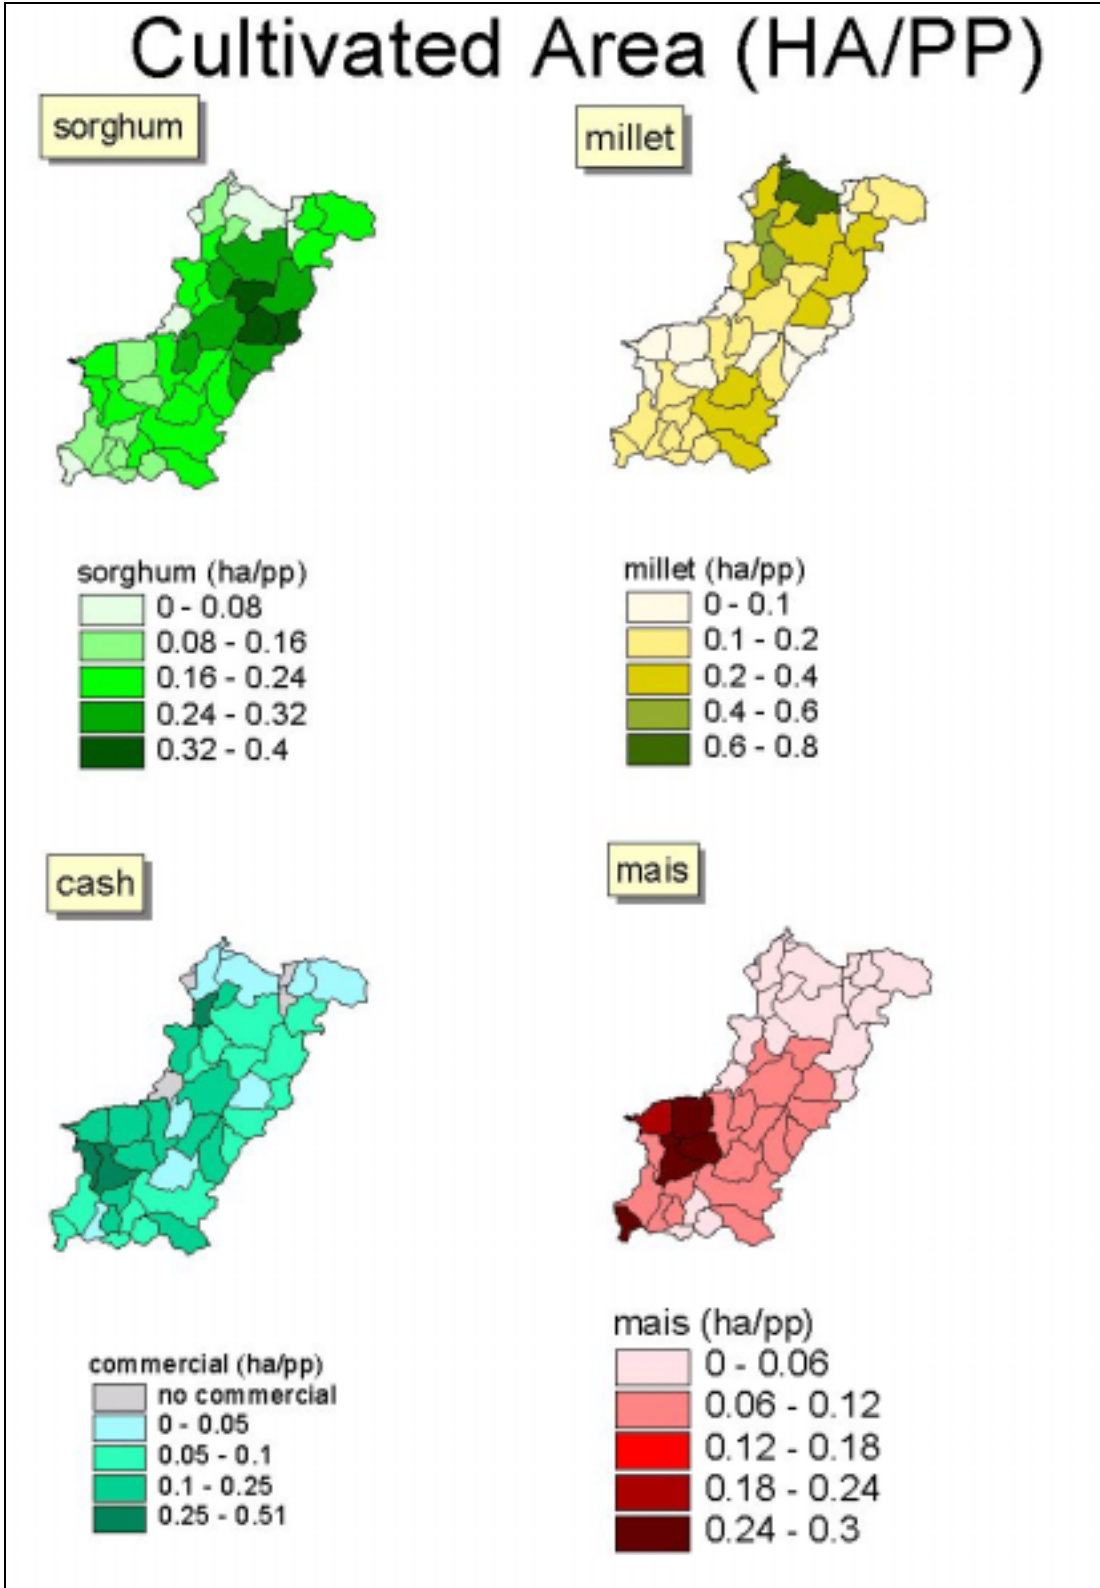 Cultivated Area (HA/PP)
sorghum
millet
sorghum (ha/pp)
0 - 0.08
0.08 - 0.16
0.16 - 0.24
0.24 - 0.32
0.32 - 0.4
millet (ha/pp)
0 - 0.1
0.1 - 0.2
0.2 - 0.4
0.4 - 0.6
0.6 - 0.8
cash
mais
commercial (ha/pp)
no commercial
0 - 0.05
0.05 - 0.1
0.1 - 0.25
0.25 - 0.51
mais (ha/pp)
0 - 0.06
0.06 - 0.12
0.12 - 0.18
0.18 - 0.24
0.24 - 0.3